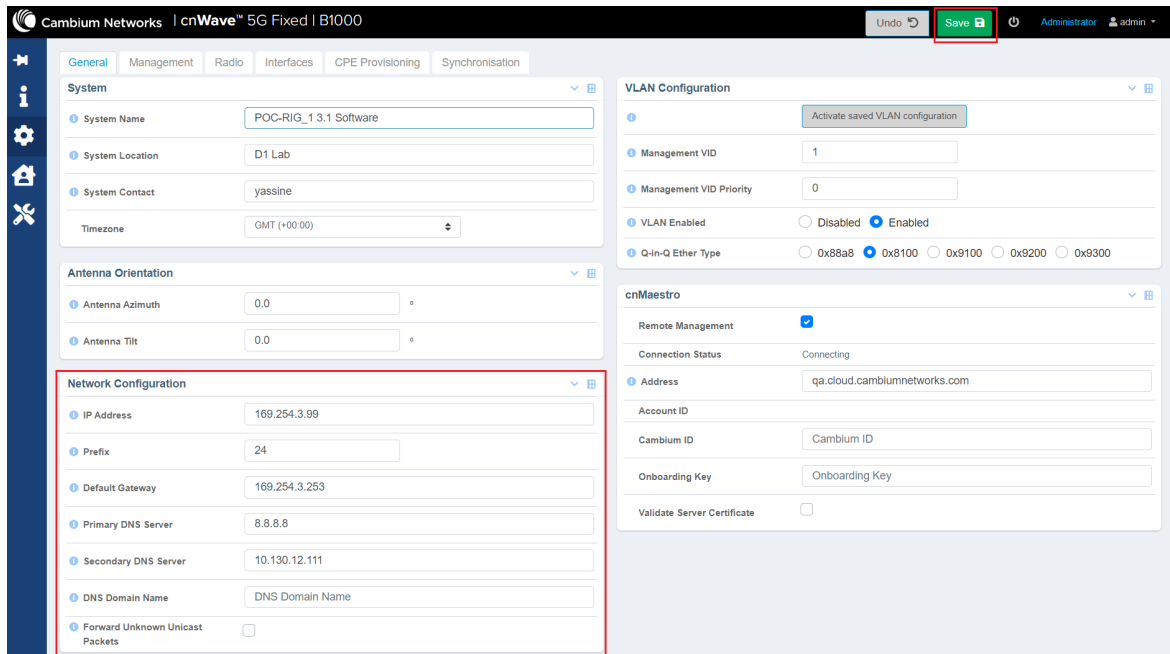 Cambium Networks | cnWave™ 5G Fixed | B1000
Undo
Save
Administrator
admin
General
Management
Radio
Interfaces
CPE Provisioning
Synchronisation
System
System Name
POC-RIG_1 3.1 Software
System Location
D1 Lab
System Contact
yassine
Timezone
GMT (+00:00)
Antenna Orientation
Antenna Azimuth
0.0 °
Antenna Tilt
0.0 °
Network Configuration
IP Address
169.254.3.99
Prefix
24
Default Gateway
169.254.3.253
Primary DNS Server
8.8.8.8
Secondary DNS Server
10.130.12.111
DNS Domain Name
DNS Domain Name
Forward Unknown Unicast
Packets
VLAN Configuration
Activate saved VLAN configuration
Management VID
1
Management VID Priority
0
VLAN Enabled
Disabled
Enabled
Q-in-Q Ether Type
0x88a8
0x8100
0x9100
0x9200
0x9300
cnMaestro
Remote Management
Connection Status
Connecting
Address
qa.cloud.cambiumnetworks.com
Account ID
Cambium ID
Cambium ID
Onboarding Key
Onboarding Key
Validate Server Certificate